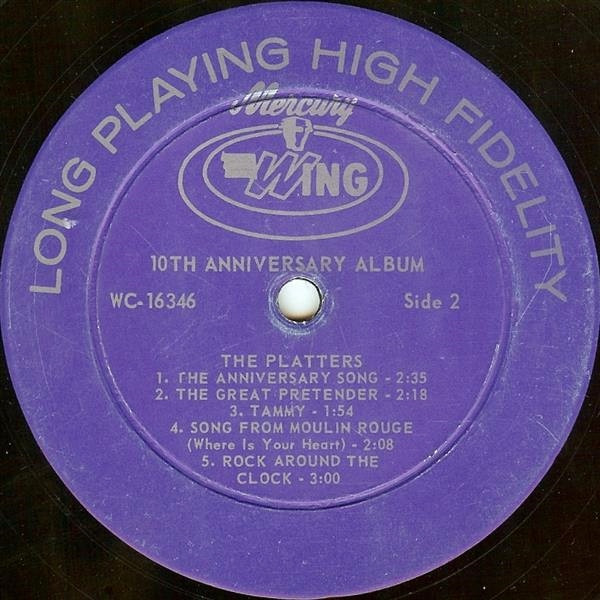 LONG PLAYING HIGH FIDELITY
Mercury
WING
10TH ANNIVERSARY ALBUM
WC-16346 Side 2
THE PLATTERS
1. THE ANNIVERSARY SONG - 2:35
2. THE GREAT PRETENDER - 2:18
3. TAMMY - 1:54
4. SONG FROM MOULIN ROUGE
(Where Is Your Heart) - 2:08
5. ROCK AROUND THE
CLOCK - 3:00